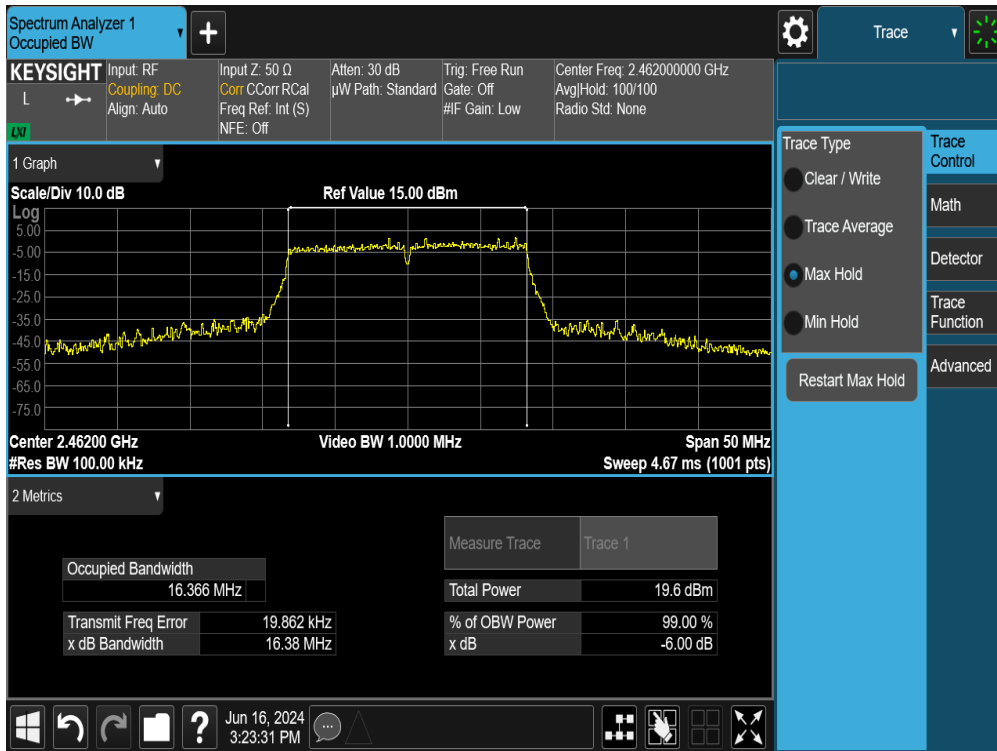 Spectrum Analyzer 1
Occupied BW
+
Trace
KEYSIGHT
L
LXI
Input: RF
Coupling: DC
Align: Auto
Input Z: 50 Ω
Corr CCorr RCal
Freq Ref: Int (S)
NFE: Off
Atten: 30 dB
µW Path: Standard
Trig: Free Run
Gate: Off
#IF Gain: Low
Center Freq: 2.462000000 GHz
Avg|Hold: 100/100
Radio Std: None
1 Graph
Scale/Div 10.0 dB
Ref Value 15.00 dBm
Log
5.00
-5.00
-15.0
-25.0
-35.0
-45.0
-55.0
-65.0
-75.0
Center 2.46200 GHz
Video BW 1.0000 MHz
Span 50 MHz
#Res BW 100.00 kHz
Sweep 4.67 ms (1001 pts)
2 Metrics
Measure Trace
Trace 1
Occupied Bandwidth
16.366 MHz
Total Power
19.6 dBm
Transmit Freq Error
19.862 kHz
% of OBW Power
99.00 %
x dB Bandwidth
16.38 MHz
x dB
-6.00 dB
Trace Type
Clear / Write
Trace Average
Max Hold
Min Hold
Restart Max Hold
Trace
Control
Math
Detector
Trace
Function
Advanced
?
Jun 16, 2024
3:23:31 PM